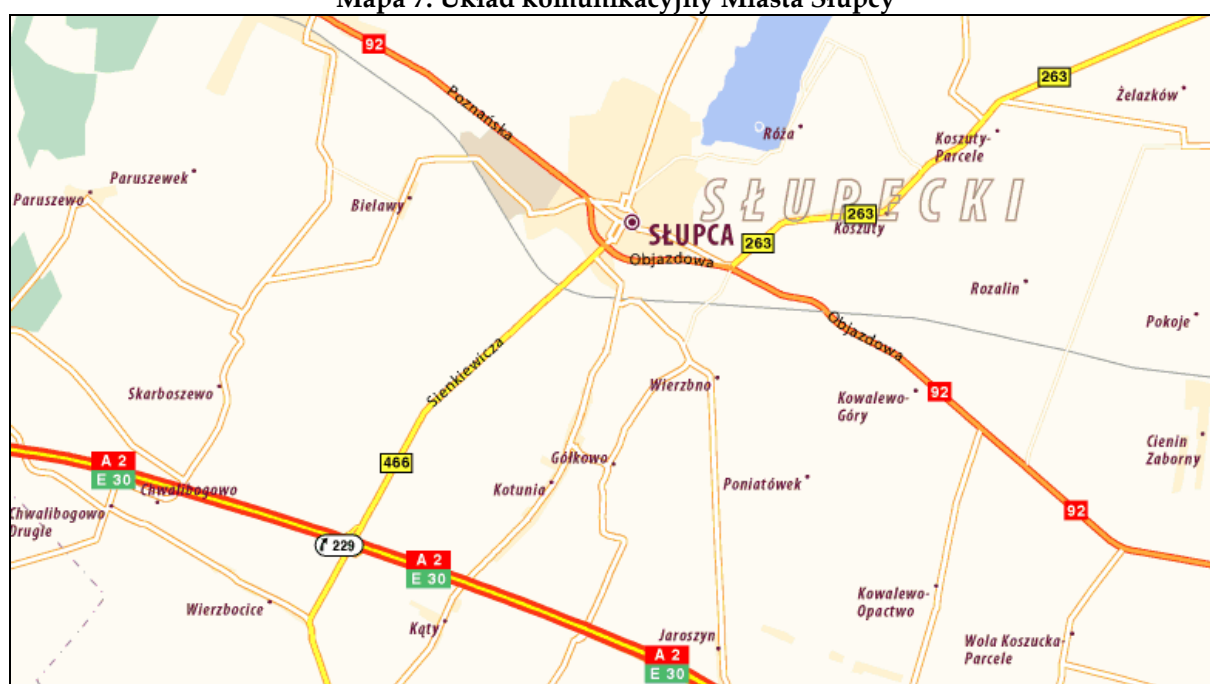 Mapa 7. Układ komunikacyjny Miasta Słupcy
92
Poznańska
263
Żelazków
Róża
Koszuty-
Parcele
Paruszewek
Paruszewo
Bielawy
SŁUPECKI
263
Koszuty
SŁUPCA
263
Objazdowa
Rozalin
Objazdowa
Pokoje
Sienkiewicza
Wierzbno
Skarboszewo
92
Kowalewo-
Góry
Cienin
Zaborny
A 2
E 30
466
Gółkowo
Kotunia
Poniatówek
Chwalibogowo
Chwalibogowo
Drugie
92
229
A 2
E 30
Wierzbocice
Kąty
Kowalewo-
Opactwo
Jaroszyn
Wola Koszucka-
Parcele
A 2
E 30